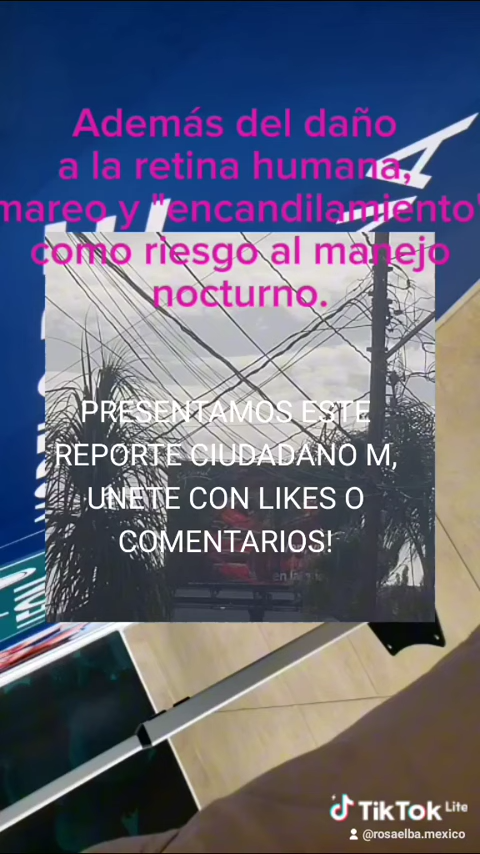 Además del daño
a la retina humana,
mareo y "encandilamiento"
como riesgo al manejo
nocturno.
PRESENTAMOS ESTE
REPORTE CIUDADANO M,
UNETE CON LIKES O
COMENTARIOS!
TikTok Lite
@rosaelba.mexico